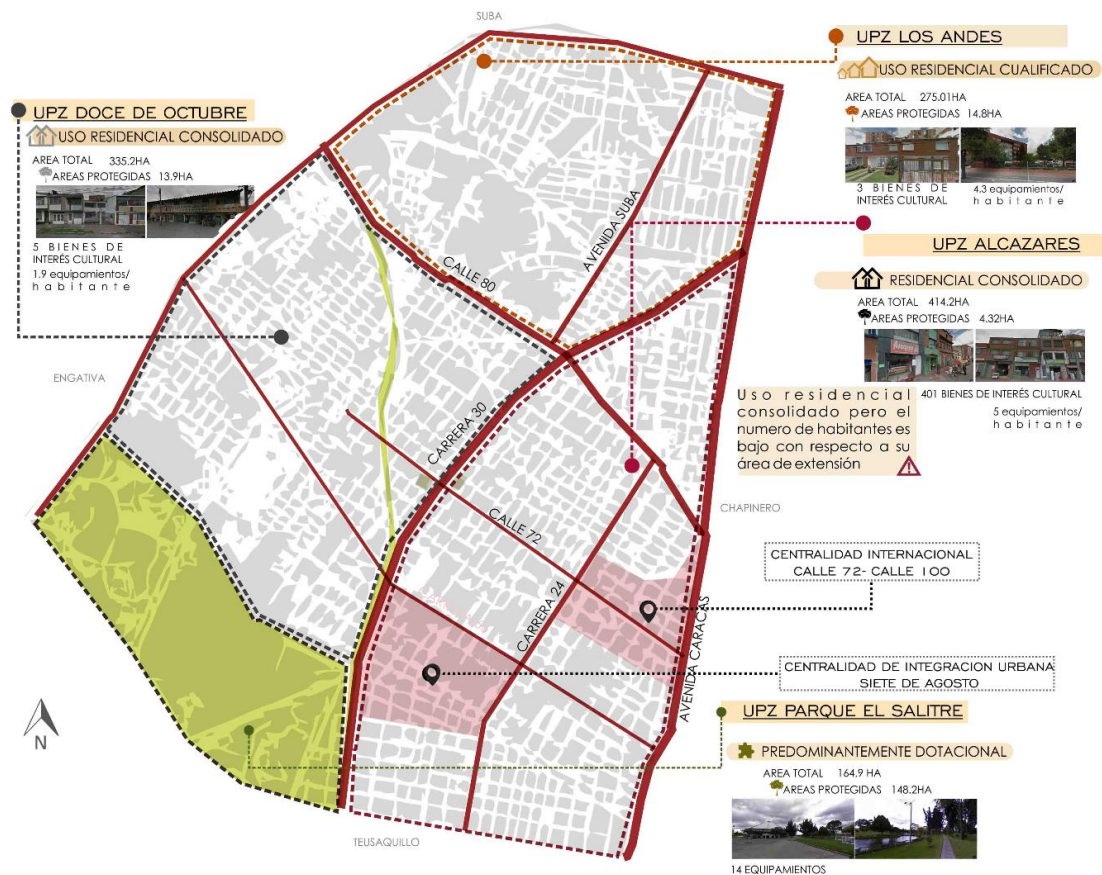 SUBA
UPZ LOS ANDES
USO RESIDENCIAL CUALIFICADO
AREA TOTAL 275.01HA
AREAS PROTEGIDAS 14.8HA
3 BIENES DE
INTERÉS CULTURAL
4.3 equipamientos/
habitante
UPZ DOCE DE OCTUBRE
USO RESIDENCIAL CONSOLIDADO
AREA TOTAL 335.2HA
AREAS PROTEGIDAS 13.9HA
5 BIENES DE
INTERÉS CULTURAL
1.9 equipamientos/
habitante
UPZ ALCAZARES
RESIDENCIAL CONSOLIDADO
AREA TOTAL 414.2HA
AREAS PROTEGIDAS 4.32HA
401 BIENES DE INTERÉS CULTURAL
5 equipamientos/
habitante
Uso residencial
consolidado pero el
numero de habitantes es
bajo con respecto a su
área de extensión
AVENIDA SUBA
CALLE 80
ENGATIVA
CARRERA 30
CALLE 72
CARRERA 24
AVENIDA CARACAS
CHAPINERO
CENTRALIDAD INTERNACIONAL
CALLE 72- CALLE 100
CENTRALIDAD DE INTEGRACION URBANA
SIETE DE AGOSTO
UPZ PARQUE EL SALITRE
PREDOMINANTEMENTE DOTACIONAL
AREA TOTAL 164.9 HA
AREAS PROTEGIDAS 148.2HA
14 EQUIPAMIENTOS
N
TEUSAQUILLO